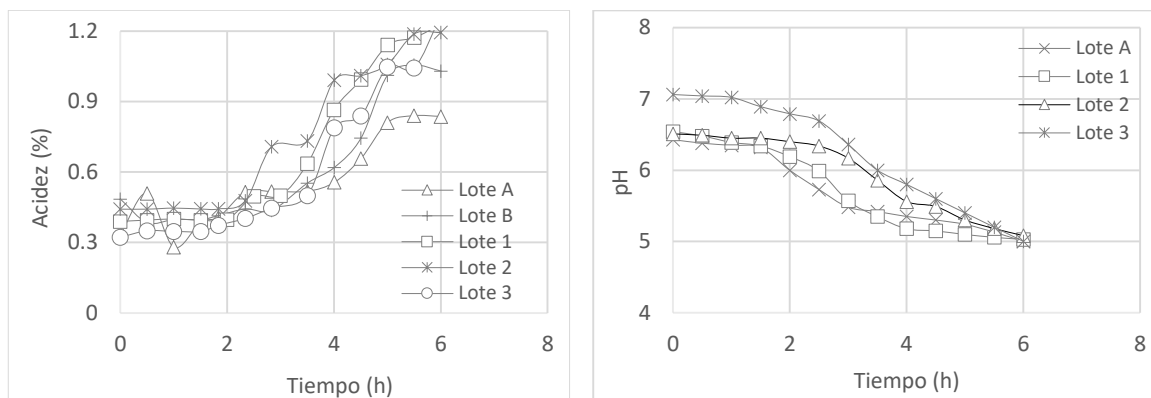 1.2
0.9
0.6
0.3
0
Acidez (%)
Lote A
Lote B
Lote 1
Lote 2
Lote 3
0 2 4 6 8
Tiempo (h)
8
7
6
5
4
pH
Lote A
Lote 1
Lote 2
Lote 3
0 2 4 6 8
Tiempo (h)